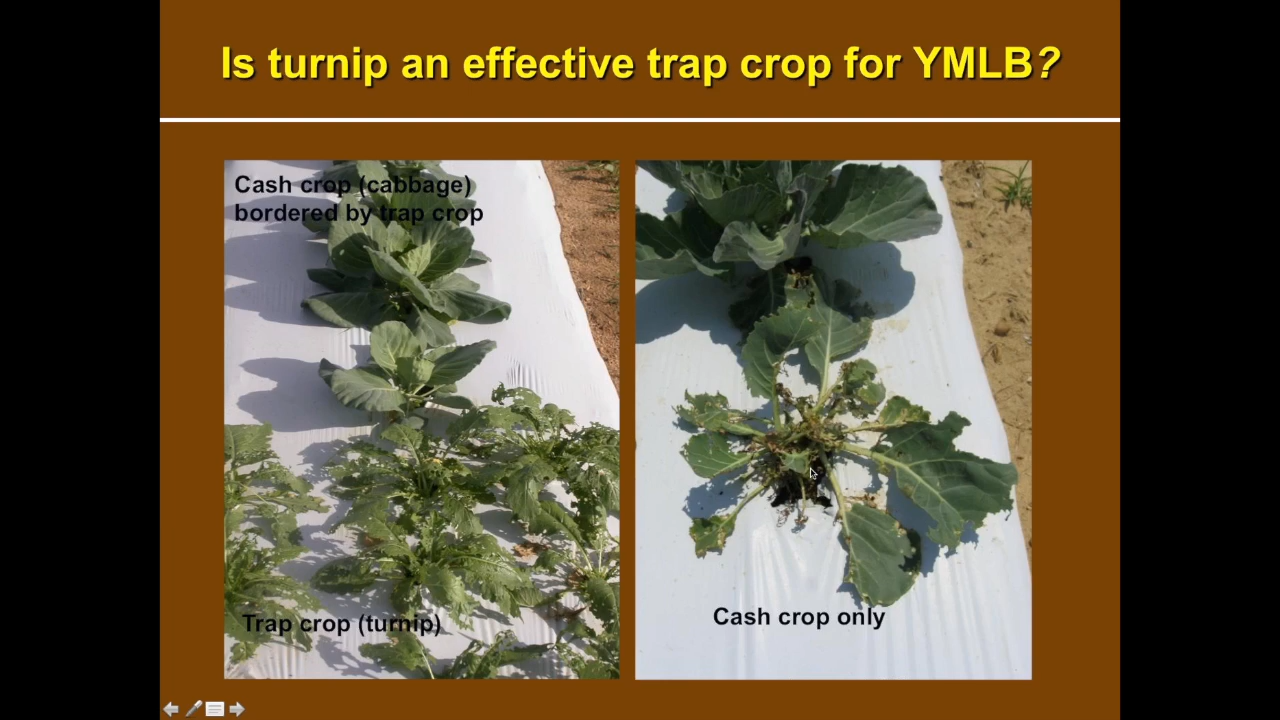 Is turnip an effective trap crop for YMLB?
Cash crop (cabbage)
bordered by trap crop
Trap crop (turnip)
Cash crop only